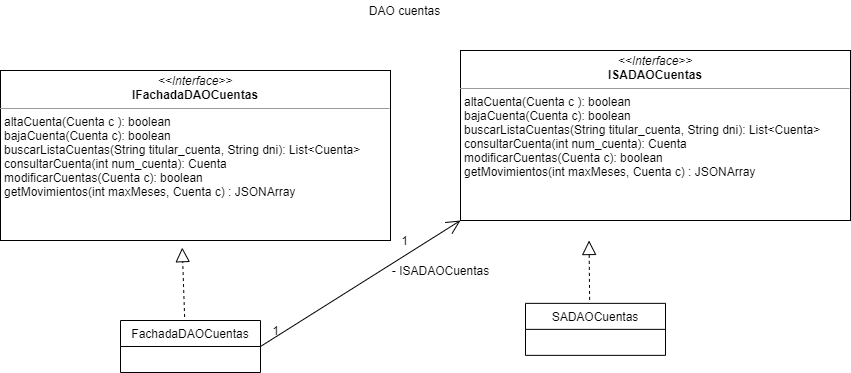 DAO cuentas
<<Interface>>
IFachadaDAOCuentas
altaCuenta(Cuenta c ): boolean
bajaCuenta(Cuenta c): boolean
buscarListaCuentas(String titular_cuenta, String dni): List<Cuenta>
consultarCuenta(int num_cuenta): Cuenta
modificarCuentas(Cuenta c): boolean
getMovimientos(int maxMeses, Cuenta c) : JSONArray
<<Interface>>
ISADAOCuentas
altaCuenta(Cuenta c ): boolean
bajaCuenta(Cuenta c): boolean
buscarListaCuentas(String titular_cuenta, String dni): List<Cuenta>
consultarCuenta(int num_cuenta): Cuenta
modificarCuentas(Cuenta c): boolean
getMovimientos(int maxMeses, Cuenta c) : JSONArray
1
- ISADAOCuentas
1
FachadaDAOCuentas
SADAOCuentas